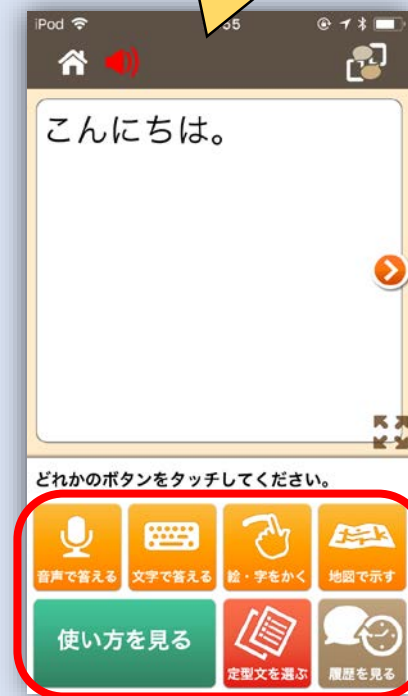 iPod
55
こんにちは。
どれかのボタンをタッチしてください。
音声で答える 文字で答える 絵・字をかく 地図で示す
使い方を見る 定型文を選ぶ 履歴を見る